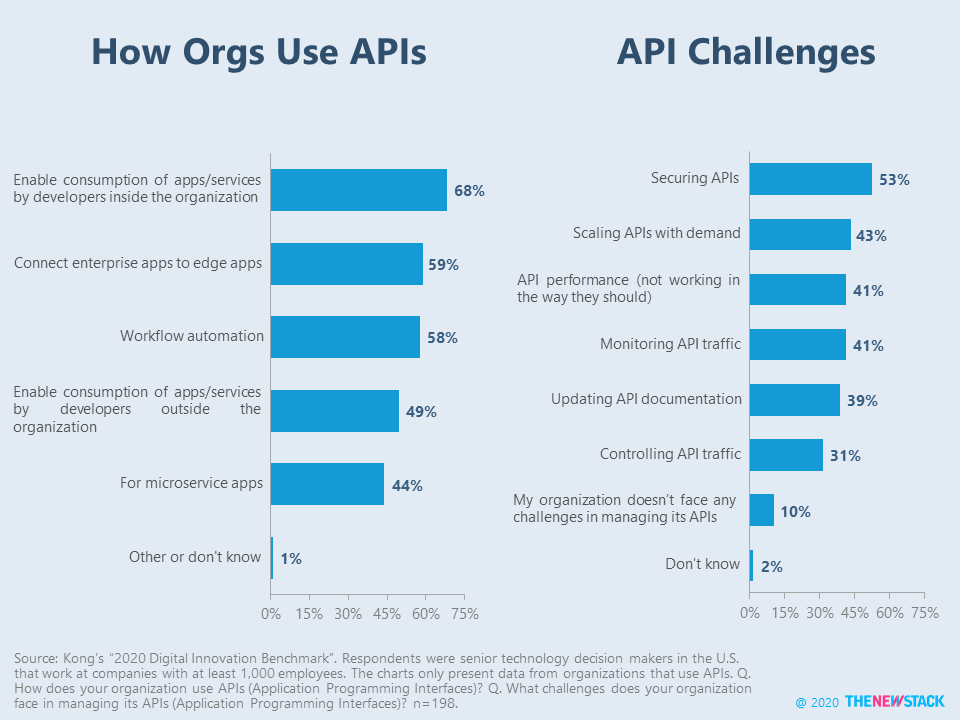 How Orgs Use APIs
Enable consumption of apps/services
by developers inside the organization
68%
Connect enterprise apps to edge apps
59%
Workflow automation
58%
Enable consumption of apps/services
by developers outside the
organization
49%
For microservice apps
44%
Other or don't know
1%
0% 15% 30% 45% 60% 75%
API Challenges
Securing APIs
53%
Scaling APIs with demand
43%
API performance (not working in
the way they should)
41%
Monitoring API traffic
41%
Updating API documentation
39%
Controlling API traffic
31%
My organization doesn't face any
challenges in managing its APIs
10%
Don't know
2%
0% 15% 30% 45% 60% 75%
Source: Kong's "2020 Digital Innovation Benchmark". Respondents were senior technology decision makers in the U.S.
that work at companies with at least 1,000 employees. The charts only present data from organizations that use APIs. Q.
How does your organization use APIs (Application Programming Interfaces)? Q. What challenges does your organization
face in managing its APIs (Application Programming Interfaces)? n=198.
@ 2020 THENEWSTACK